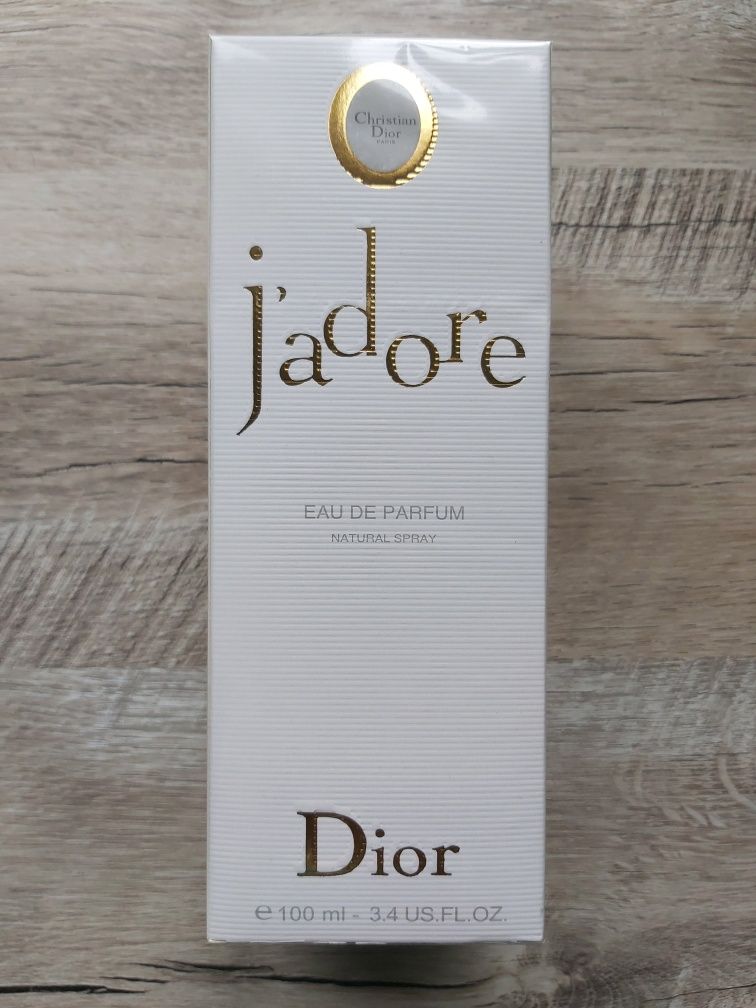 Christian
Dior
PARIS
j'adore
EAU DE PARFUM
NATURAL SPRAY
Dior
℮ 100 ml - 3.4 US.FL.OZ.